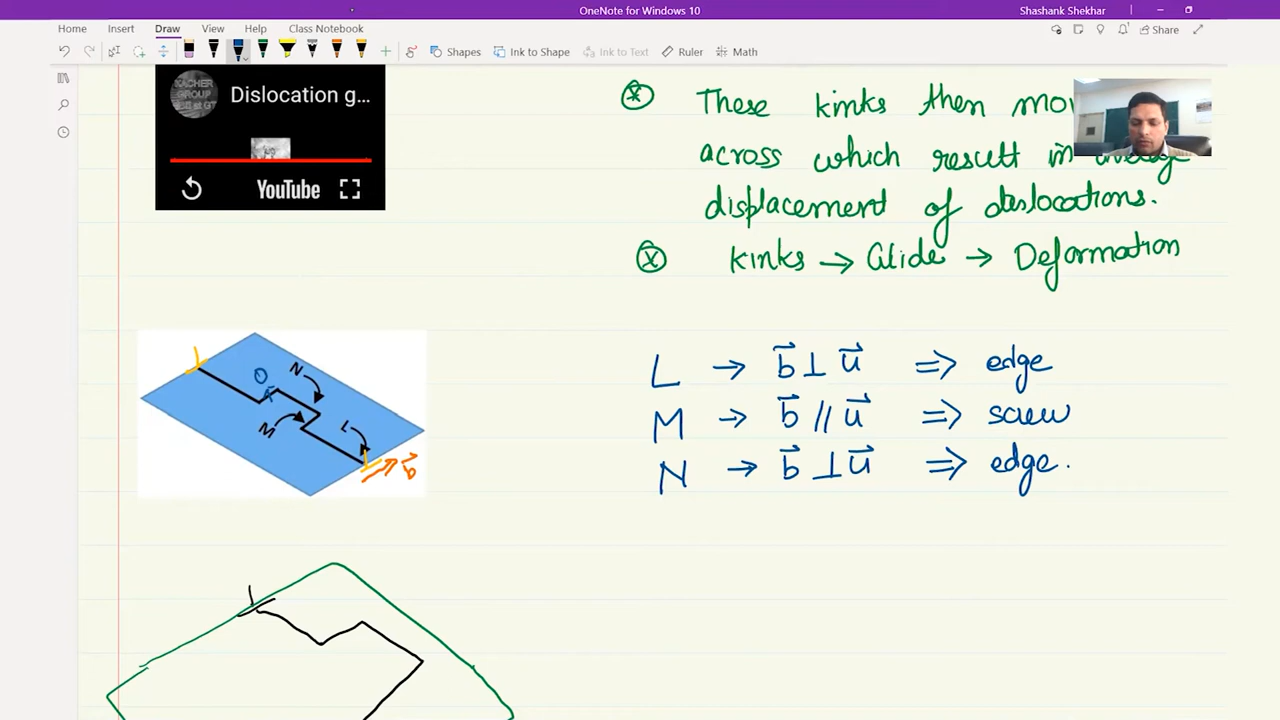 OneNote for Windows 10
Shashank Shekhar
Home Insert Draw View Help Class Notebook
Share
Shapes Ink to Shape Ink to Text Ruler Math
KACHER
GROUP
Dislocation g...
YouTube
These kinks then
across which result in
displacement of dislocations.
kinks → Glide → Deformation
O
N
M
L
b⃗
L → b⃗ ⊥ u⃗ ⇒ edge
M → b⃗ // u⃗ ⇒ screw
N → b⃗ ⊥ u⃗ ⇒ edge.